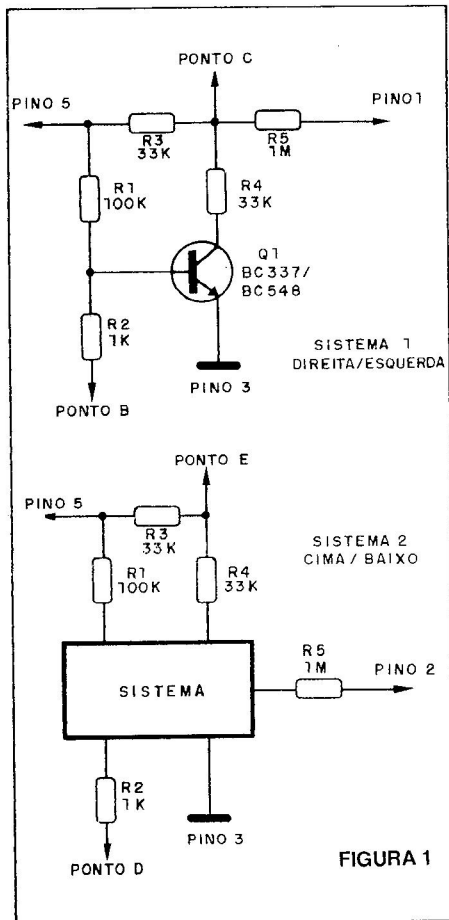 PONTO C
PINO 5
PINO 1
R3
33K
R5
1M
R1
100K
R4
33K
Q1
BC337/
BC548
R2
1K
SISTEMA 1
DIREITA/ESQUERDA
PINO 3
PONTO B
PONTO E
PINO 5
R3
33K
SISTEMA 2
CIMA/BAIXO
R1
100K
R4
33K
R5
1M
SISTEMA
PINO 2
R2
1K
PINO 3
PONTO D
FIGURA 1